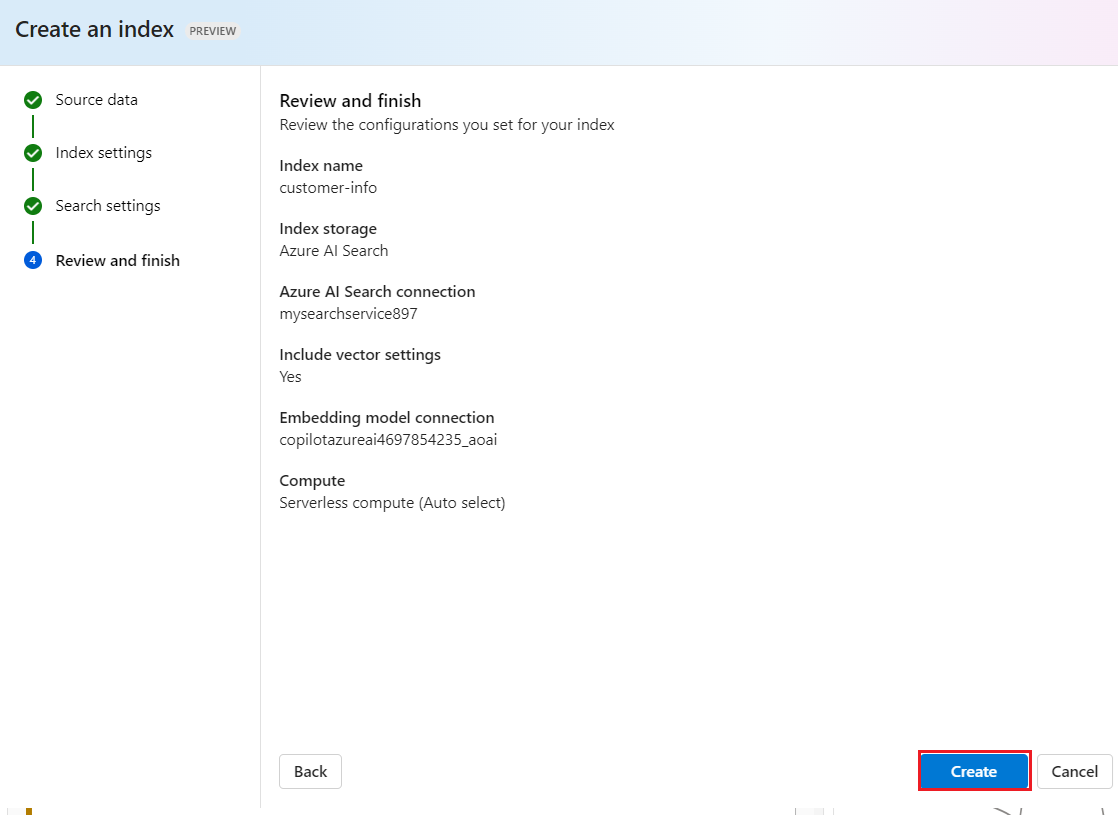 Create an index PREVIEW
Source data
Index settings
Search settings
4 Review and finish
Review and finish
Review the configurations you set for your index
Index name
customer-info
Index storage
Azure AI Search
Azure AI Search connection
mysearchservice897
Include vector settings
Yes
Embedding model connection
copilotazureai4697854235_aoai
Compute
Serverless compute (Auto select)
Back
Create
Cancel